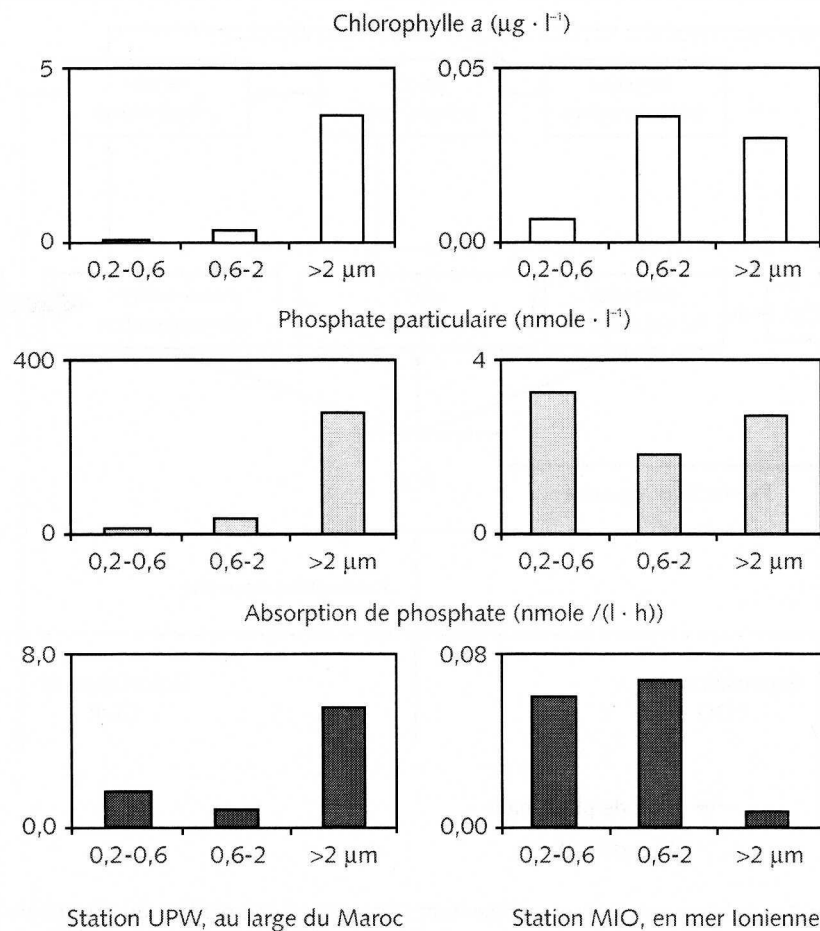 Chlorophylle a (µg · l⁻¹)
5
0
0,2-0,6 0,6-2 >2 µm
0,05
0,00
0,2-0,6 0,6-2 >2 µm
Phosphate particulaire (nmole · l⁻¹)
400
0
0,2-0,6 0,6-2 >2 µm
4
0
0,2-0,6 0,6-2 >2 µm
Absorption de phosphate (nmole /(l · h))
8,0
0,0
0,2-0,6 0,6-2 >2 µm
0,08
0,00
0,2-0,6 0,6-2 >2 µm
Station UPW, au large du Maroc
Station MIO, en mer Ionienne